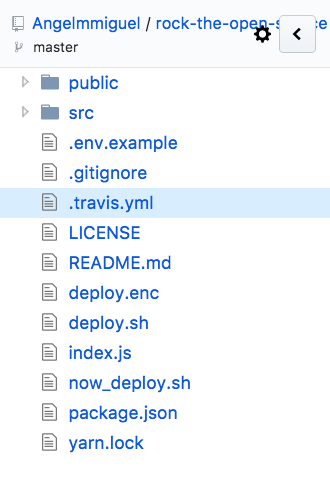 Angelmmiguel / rock-the-open-s
master
public
src
.env.example
.gitignore
.travis.yml
LICENSE
README.md
deploy.enc
deploy.sh
index.js
now_deploy.sh
package.json
yarn.lock